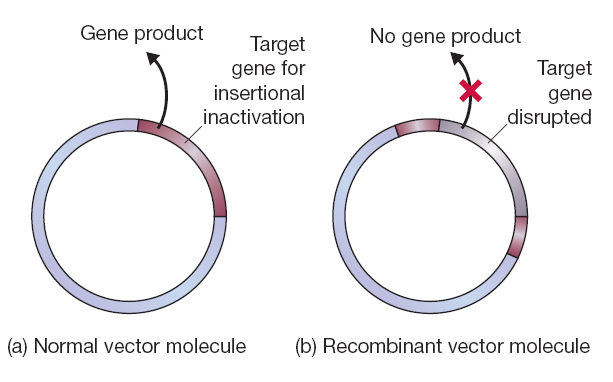 Gene product
Target
gene for
insertional
inactivation
No gene product
Target
gene
disrupted
(a) Normal vector molecule
(b) Recombinant vector molecule